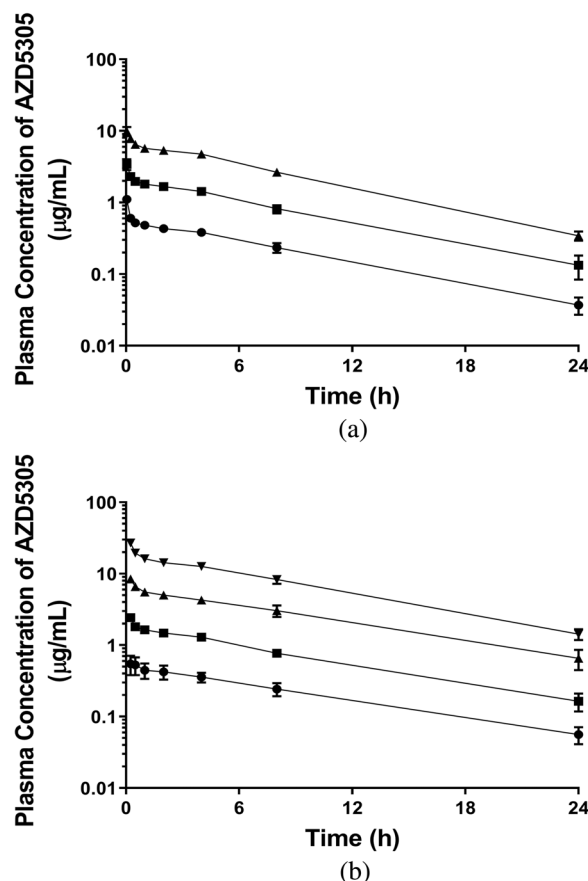 Plasma Concentration of AZD5305
(μg/mL)
100
10
1
0.1
0.01
0 6 12 18 24
Time (h)
(a)
Plasma Concentration of AZD5305
(μg/mL)
100
10
1
0.1
0.01
0 6 12 18 24
Time (h)
(b)